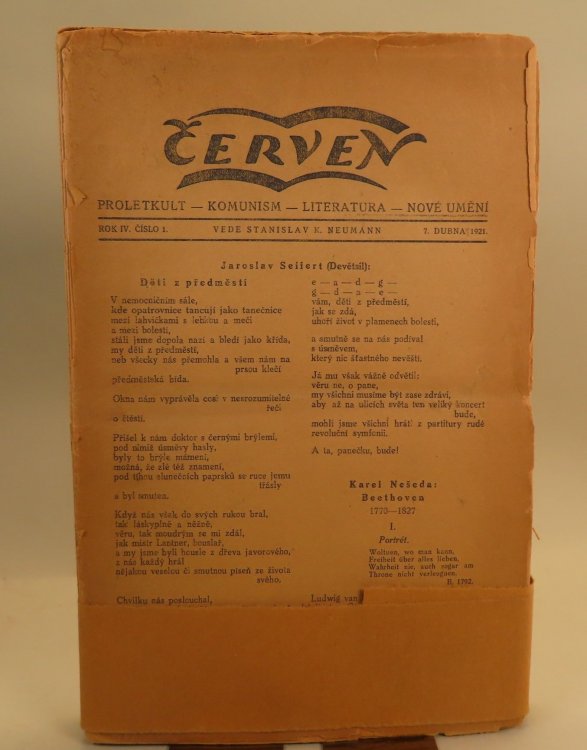 ČERVEN
PROLETKULT — KOMUNISM — LITERATURA — NOVÉ UMĚNÍ
ROK IV. ČÍSLO 1. VEDE STANISLAV K. NEUMANN 7. DUBNA 1921.
Jaroslav Seifert (Devětsil):
Děti z předměstí
V nemocničním sále,
kde opatrovnice tancují jako tanečnice
mezi lahvičkami s leptky a meči
a mezi bolestí,
stáli jsme dopola nazí a bledí jako křída,
my děti z předměstí,
neb všecky nás přemohla a všem nám na
prsou klečí
předměstská bída.
Okna nám vyprávěla cosi v nesrozumitelné
řeči
o štěstí.
Přišel k nám doktor s černými brýlemi,
pod nimiž úsměvy hasly,
byly to brýle mámení,
možná, že zlé též znamení,
pod tíhou slunečních paprsků se ruce jemu
třásly
a byl smuten.
Když nás však do svých rukou bral,
tak láskyplně a něžně,
věru, tak moudrým se mi zdál,
jak mistr Lantner, houslař,
a my jsme byli housle z dřeva javorového,
z nás každý hrál
nějakou veselou či smutnou píseň ze života
svého.
Chvilku nás poslouchal,
e — a — d — g —
g — d — a — e —
vám, děti z předměstí,
jak se zdá,
uhoří život v plamenech bolesti,
a smutně se na nás podíval
s úsměvem,
který nic šťastného nevěstí.
Já mu však vážně odvětil:
věru ne, o pane,
my všichni musíme být zase zdrávi,
aby až na ulicích světa ten veliký koncert
bude,
mohli jsme všichni hráti z partitury rudé
revoluční symfonii.
A ta, panečku, bude!
Karel Nešeda:
Beethoven
1770—1827
I.
Portrét.
Woltuen, wo man kann,
Freiheit über alles lieben,
Wahrheit nie, auch sogar am
Throne nicht verleugnen.
B. 1792.
Ludwig van